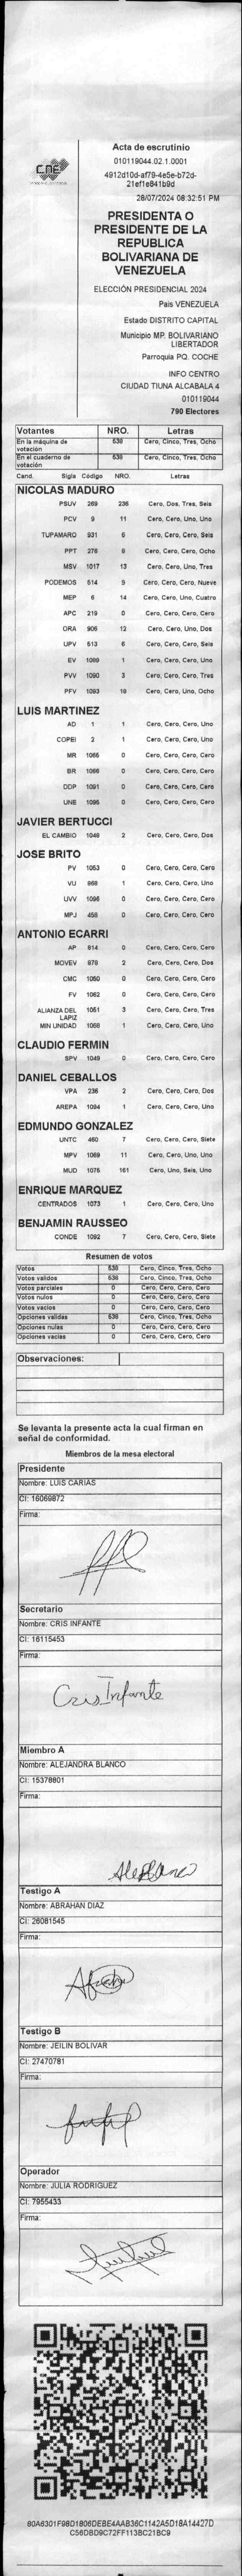 CNE
Acta de escrutinio
010119044.02.1.0001
4912d10d-af79-4e5e-b72d-
21ef1e841b9d
28/07/2024 08:32:51 PM
PRESIDENTA O
PRESIDENTE DE LA
REPUBLICA
BOLIVARIANA DE
VENEZUELA
ELECCIÓN PRESIDENCIAL 2024
Pais VENEZUELA
Estado DISTRITO CAPITAL
Municipio MP. BOLIVARIANO
LIBERTADOR
Parroquia PQ. COCHE
INFO CENTRO
CIUDAD TIUNA ALCABALA 4
010119044
790 Electores
Votantes NRO. Letras
En la máquina de votación 538 Cero, Cinco, Tres, Ocho
En el cuaderno de votación 538 Cero, Cinco, Tres, Ocho
Cand. Sigla Código NRO. Letras
NICOLAS MADURO
PSUV 269 236 Cero, Dos, Tres, Seis
PCV 9 11 Cero, Cero, Uno, Uno
TUPAMARO 931 6 Cero, Cero, Cero, Seis
PPT 276 8 Cero, Cero, Cero, Ocho
MSV 1017 13 Cero, Cero, Uno, Tres
PODEMOS 514 9 Cero, Cero, Cero, Nueve
MEP 6 14 Cero, Cero, Uno, Cuatro
APC 219 0 Cero, Cero, Cero, Cero
ORA 906 12 Cero, Cero, Uno, Dos
UPV 513 6 Cero, Cero, Cero, Seis
EV 1089 1 Cero, Cero, Cero, Uno
PVV 1090 3 Cero, Cero, Cero, Tres
PFV 1093 18 Cero, Cero, Uno, Ocho
LUIS MARTINEZ
AD 1 1 Cero, Cero, Cero, Uno
COPEI 3 1 Cero, Cero, Cero, Uno
MR 1065 0 Cero, Cero, Cero, Cero
BR 1066 0 Cero, Cero, Cero, Cero
DDP 1091 0 Cero, Cero, Cero, Cero
UNE 1095 0 Cero, Cero, Cero, Cero
JAVIER BERTUCCI
EL CAMBIO 1048 2 Cero, Cero, Cero, Dos
JOSE BRITO
PV 1053 0 Cero, Cero, Cero, Cero
VU 868 1 Cero, Cero, Cero, Uno
UVV 1096 0 Cero, Cero, Cero, Cero
MPJ 458 0 Cero, Cero, Cero, Cero
ANTONIO ECARRI
AP 814 0 Cero, Cero, Cero, Cero
MOVEV 879 2 Cero, Cero, Cero, Dos
CMC 1050 0 Cero, Cero, Cero, Cero
FV 1062 0 Cero, Cero, Cero, Cero
ALIANZA DEL LAPIZ 1051 3 Cero, Cero, Cero, Tres
MIN UNIDAD 1068 1 Cero, Cero, Cero, Uno
CLAUDIO FERMIN
SPV 1049 0 Cero, Cero, Cero, Cero
DANIEL CEBALLOS
VPA 236 2 Cero, Cero, Cero, Dos
AREPA 1094 1 Cero, Cero, Cero, Uno
EDMUNDO GONZALEZ
UNTC 460 7 Cero, Cero, Cero, Siete
MPV 1069 11 Cero, Cero, Uno, Uno
MUD 1075 161 Cero, Uno, Seis, Uno
ENRIQUE MARQUEZ
CENTRADOS 1073 1 Cero, Cero, Cero, Uno
BENJAMIN RAUSSEO
CONDE 1092 7 Cero, Cero, Cero, Siete
Resumen de votos
Votos 538 Cero, Cinco, Tres, Ocho
Votos validos 538 Cero, Cinco, Tres, Ocho
Votos parciales 0 Cero, Cero, Cero, Cero
Votos nulos 0 Cero, Cero, Cero, Cero
Votos vacios 0 Cero, Cero, Cero, Cero
Opciones validas 538 Cero, Cinco, Tres, Ocho
Opciones nulas 0 Cero, Cero, Cero, Cero
Opciones vacias 0 Cero, Cero, Cero, Cero
Observaciones:
Se levanta la presente acta la cual firman en
señal de conformidad.
Miembros de la mesa electoral
Presidente
Nombre: LUIS CARIAS
CI: 16069872
Firma:
Secretario
Nombre: CRIS INFANTE
CI: 16115453
Firma:
Cris Infante
Miembro A
Nombre: ALEJANDRA BLANCO
CI: 15378801
Firma:
Testigo A
Nombre: ABRAHAN DIAZ
CI: 26081545
Firma:
Testigo B
Nombre: JEILIN BOLIVAR
CI: 27470781
Firma:
Operador
Nombre: JULIA RODRIGUEZ
CI: 7955433
Firma:
80A6301F98D1806DEBE4AAB36C1142A5D18A14427D
C56DBD9C72FF113BC21BC9